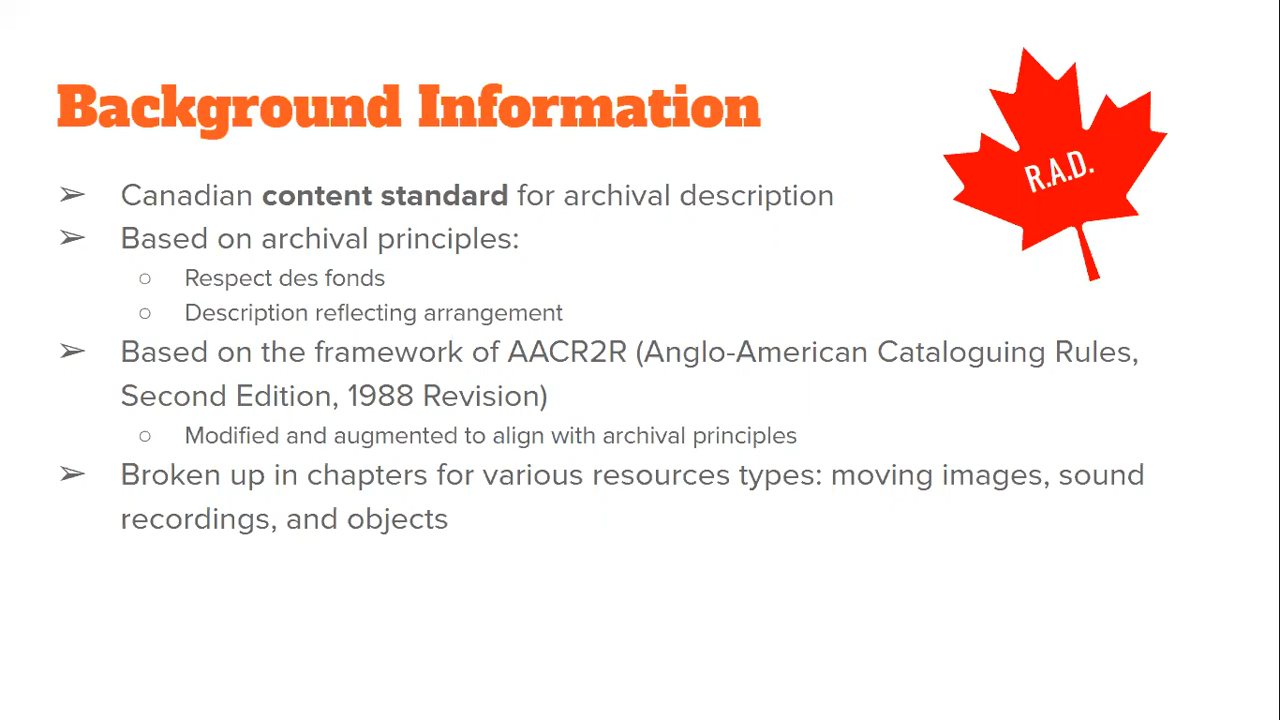 Background Information
R.A.D.
➢ Canadian content standard for archival description
➢ Based on archival principles:
○ Respect des fonds
○ Description reflecting arrangement
➢ Based on the framework of AACR2R (Anglo-American Cataloguing Rules,
Second Edition, 1988 Revision)
○ Modified and augmented to align with archival principles
➢ Broken up in chapters for various resources types: moving images, sound
recordings, and objects